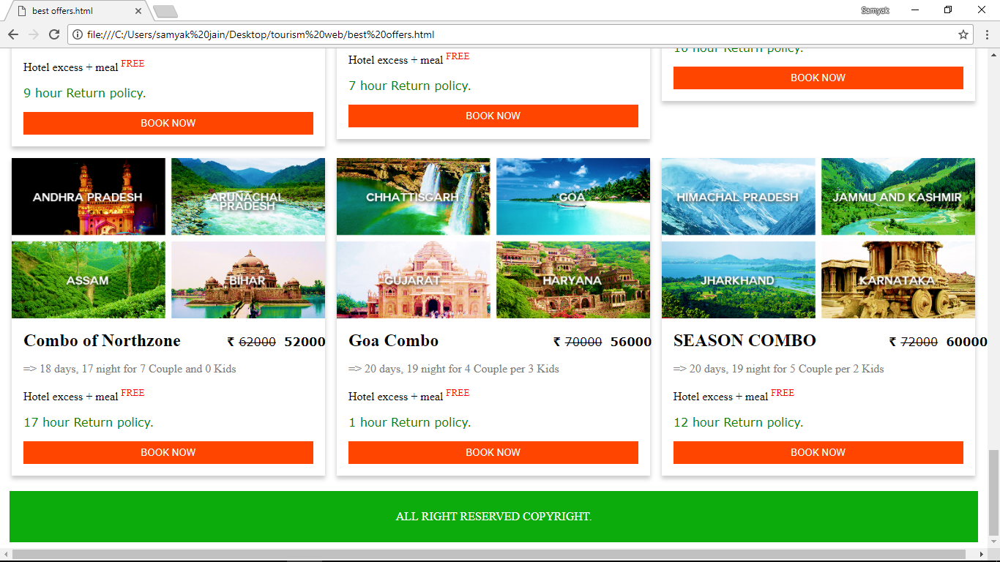 best offers.html
Samyak
file:///C:/Users/samyak%20jain/Desktop/tourism%20web/best%20offers.html
Hotel excess + meal FREE
9 hour Return policy.
BOOK NOW
Hotel excess + meal FREE
7 hour Return policy.
BOOK NOW
hour Return policy.
BOOK NOW
ANDHRA PRADESH
ARUNACHAL
PRADESH
ASSAM
BIHAR
Combo of Northzone ₹ 62000 52000
=> 18 days, 17 night for 7 Couple and 0 Kids
Hotel excess + meal FREE
17 hour Return policy.
BOOK NOW
CHHATTISGARH
GOA
GUJARAT
HARYANA
Goa Combo ₹ 70000 56000
=> 20 days, 19 night for 4 Couple per 3 Kids
Hotel excess + meal FREE
1 hour Return policy.
BOOK NOW
HIMACHAL PRADESH
JAMMU AND KASHMIR
JHARKHAND
KARNATAKA
SEASON COMBO ₹ 72000 60000
=> 20 days, 19 night for 5 Couple per 2 Kids
Hotel excess + meal FREE
12 hour Return policy.
BOOK NOW
ALL RIGHT RESERVED COPYRIGHT.